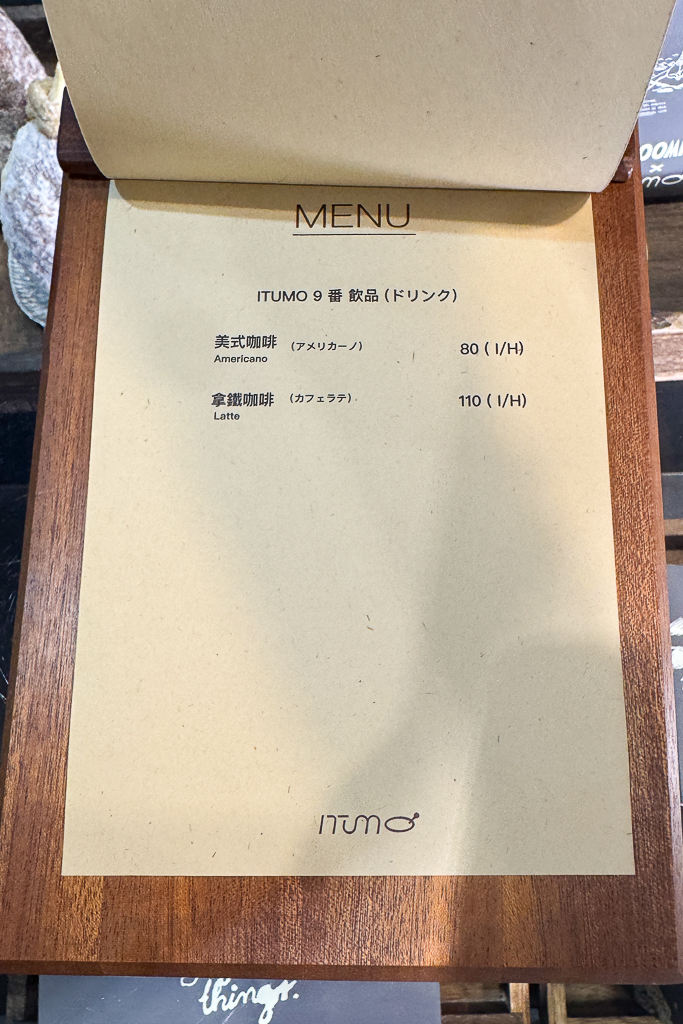 MENU
ITUMO 9 番 飲品 (ドリンク)
美式咖啡 (アメリカーノ) 80 ( I/H)
Americano
拿鐵咖啡 (カフェラテ) 110 ( I/H)
Latte
ITUMO
things.